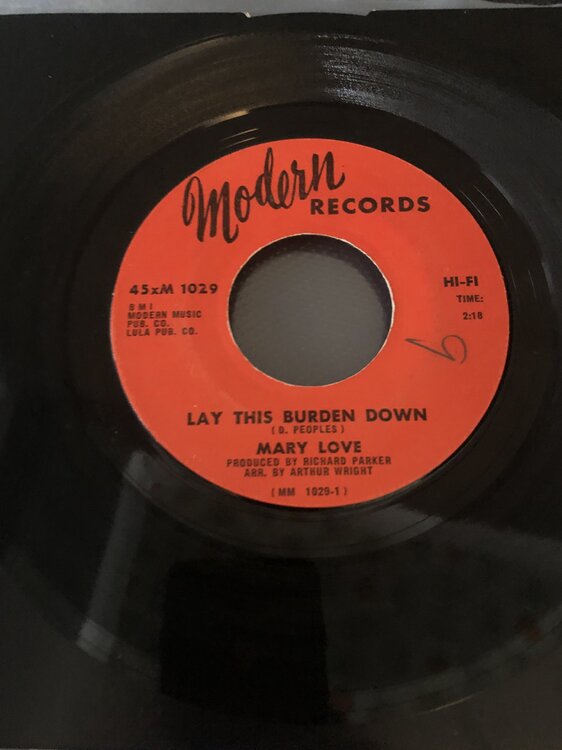 Modern
RECORDS
45xM 1029
B M I
MODERN MUSIC
PUB. CO.
LULA PUB. CO.
HI-FI
TIME:
2:18
6
LAY THIS BURDEN DOWN
( D. PEOPLES )
MARY LOVE
PRODUCED BY RICHARD PARKER
ARR. BY ARTHUR WRIGHT
( MM 1029-1 )